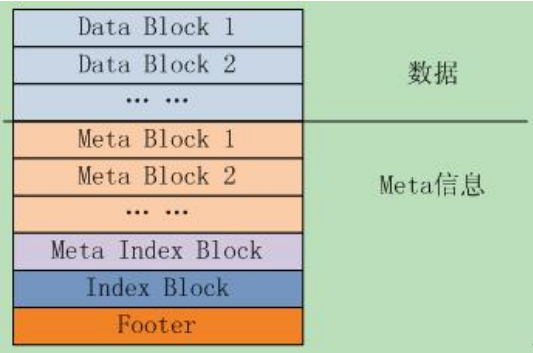 Data Block 1
Data Block 2
… …
数据
Meta Block 1
Meta Block 2
… …
Meta信息
Meta Index Block
Index Block
Footer